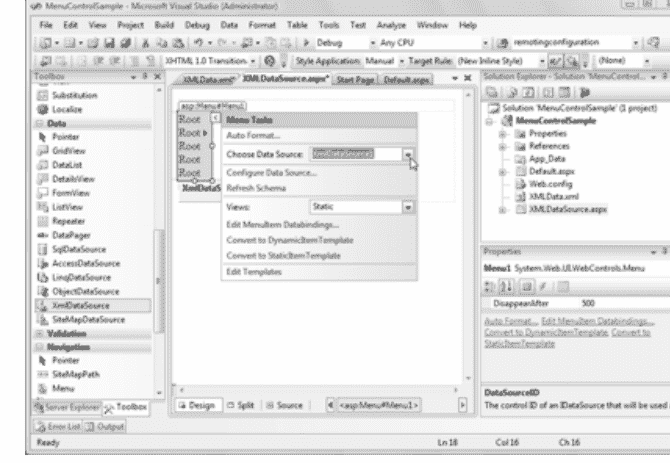 MenuControlSample - Microsoft Visual Studio (Administrator)
File Edit View Project Build Debug Data Format Table Tools Test Analyze Window Help
Debug Any CPU remotingconfiguration
XHTML 1.0 Transition Style Application: Manual Target Rule: (New Inline Style) (None)
Toolbox
Substitution
Localize
Data
Pointer
GridView
DataList
DetailsView
FormView
ListView
Repeater
DataPager
SqlDataSource
AccessDataSource
LinqDataSource
ObjectDataSource
XmlDataSource
SiteMapDataSource
Validation
Navigation
Pointer
SiteMapPath
Menu
Server Explorer Toolbox
Error List Output
XMLData.xml* XMLDataSource.aspx* Start Page Default.aspx
asp:Menu#Menu1
Root
Root
Root
Root
Root
XmlDataS
Menu Tasks
Auto Format...
Choose Data Source:
Configure Data Source...
Refresh Schema
Views: Static
Edit MenuItem Databindings...
Convert to DynamicItemTemplate
Convert to StaticItemTemplate
Edit Templates
Design Split Source <asp:Menu#Menu1>
Solution Explorer - Solution 'MenuControl...
Solution 'MenuControlSample' (1 project)
MenuControlSample
Properties
References
App_Data
Default.aspx
Web.config
XMLData.xml
XMLDataSource.aspx
Properties
Menu1 System.Web.UI.WebControls.Menu
DisappearAfter 500
Auto Format... Edit MenuItem Databindings...
Convert to DynamicItemTemplate Convert to
StaticItemTemplate
DataSourceID
The control ID of an IDataSource that will be used
Ready Ln 18 Col 16 Ch 16